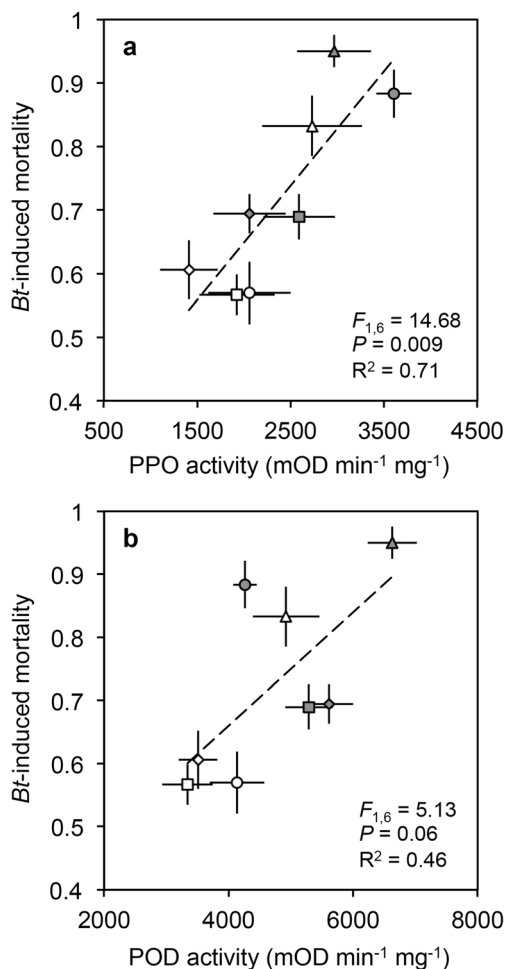 a
1
0.9
0.8
0.7
0.6
0.5
0.4
Bt-induced mortality
F1,6 = 14.68
P = 0.009
R² = 0.71
500 1500 2500 3500 4500
PPO activity (mOD min⁻¹ mg⁻¹)
b
1
0.9
0.8
0.7
0.6
0.5
0.4
Bt-induced mortality
F1,6 = 5.13
P = 0.06
R² = 0.46
2000 4000 6000 8000
POD activity (mOD min⁻¹ mg⁻¹)